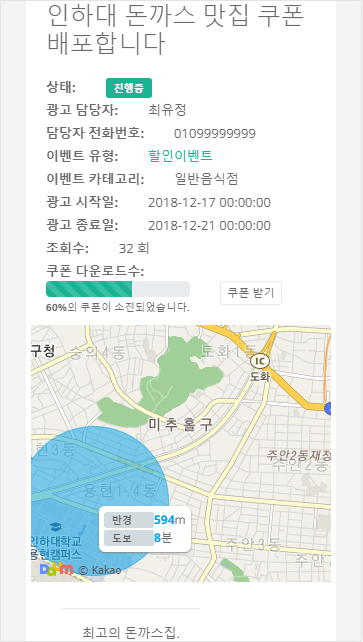 인하대 돈까스 맛집 쿠폰
배포합니다
상태: 진행중
광고 담당자: 최유정
담당자 전화번호: 01099999999
이벤트 유형: 할인이벤트
이벤트 카테고리: 일반음식점
광고 시작일: 2018-12-17 00:00:00
광고 종료일: 2018-12-21 00:00:00
조회수: 32 회
쿠폰 다운로드수:
쿠폰 받기
60%의 쿠폰이 소진되었습니다.
구청
숭의4동
도화1동
IC
도화
미추홀구
주안2동재정
주안2동
현3동
용현1,4동
반경 594m
도보 8분
인하대학교
용현캠퍼스
주안3동
Daum © Kakao
최고의 돈까스집.